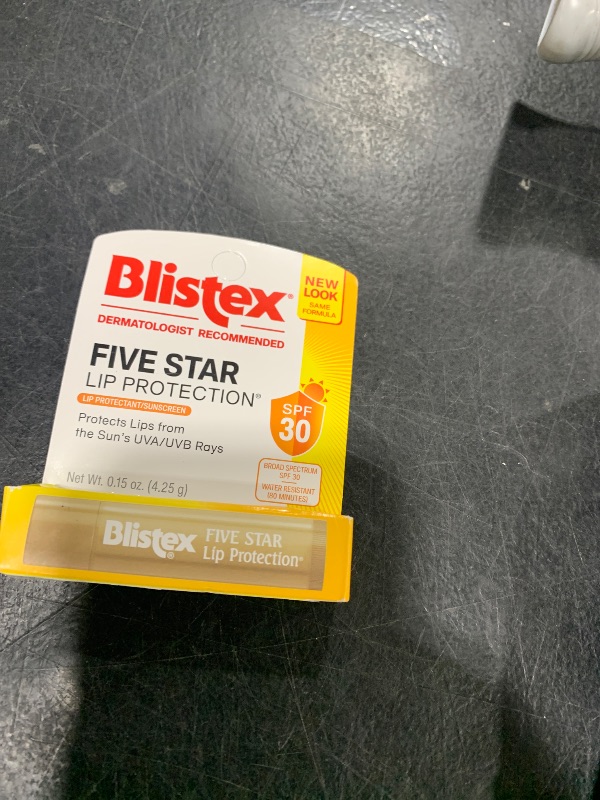 Blistex®
DERMATOLOGIST RECOMMENDED
NEW
LOOK
SAME
FORMULA
FIVE STAR
LIP PROTECTION®
LIP PROTECTANT/SUNSCREEN
Protects Lips from
the Sun's UVA/UVB Rays
SPF
30
BROAD SPECTRUM
SPF 30
WATER RESISTANT
(80 MINUTES)
Net Wt. 0.15 oz. (4.25 g)
Blistex® FIVE STAR
Lip Protection®